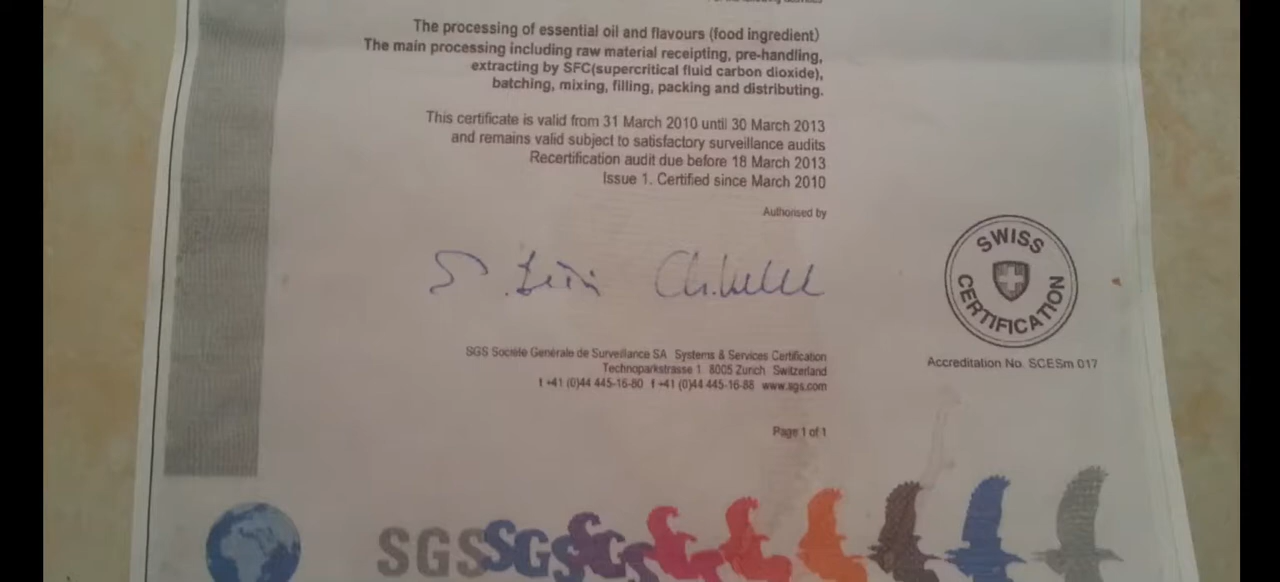 The processing of essential oil and flavours (food ingredient)
The main processing including raw material receipting, pre-handling,
extracting by SFC(supercritical fluid carbon dioxide),
batching, mixing, filling, packing and distributing.
This certificate is valid from 31 March 2010 until 30 March 2013
and remains valid subject to satisfactory surveillance audits
Recertification audit due before 18 March 2013
Issue 1. Certified since March 2010
Authorised by
SWISS
CERTIFICATION
Accreditation No. SCESm 017
SGS Société Générale de Surveillance SA Systems & Services Certification
Technoparkstrasse 1 8005 Zurich Switzerland
t +41 (0)44 445-16-80 f +41 (0)44 445-16-88 www.sgs.com
Page 1 of 1
SGS SGS SGS